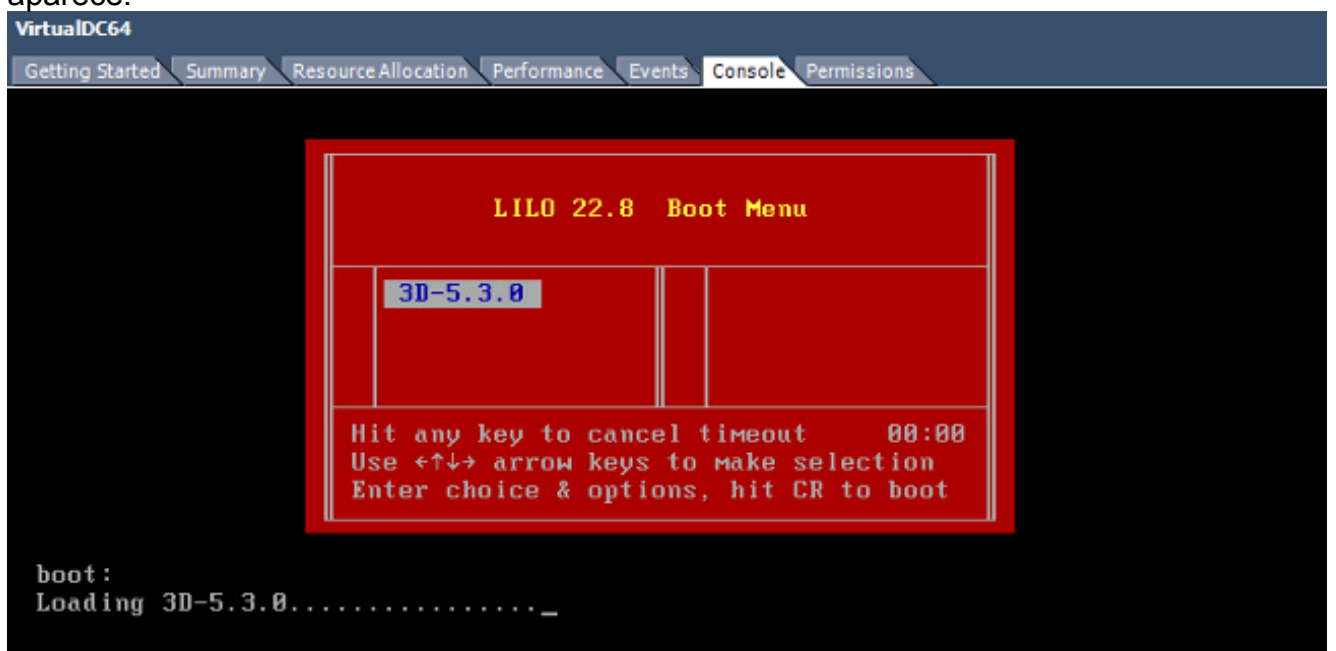 aparece.
VirtualDC64
Getting Started Summary Resource Allocation Performance Events Console Permissions
LILO 22.8 Boot Menu
3D-5.3.0
Hit any key to cancel timeout 00:00
Use ←↑↓→ arrow keys to make selection
Enter choice & options, hit CR to boot
boot:
Loading 3D-5.3.0................_